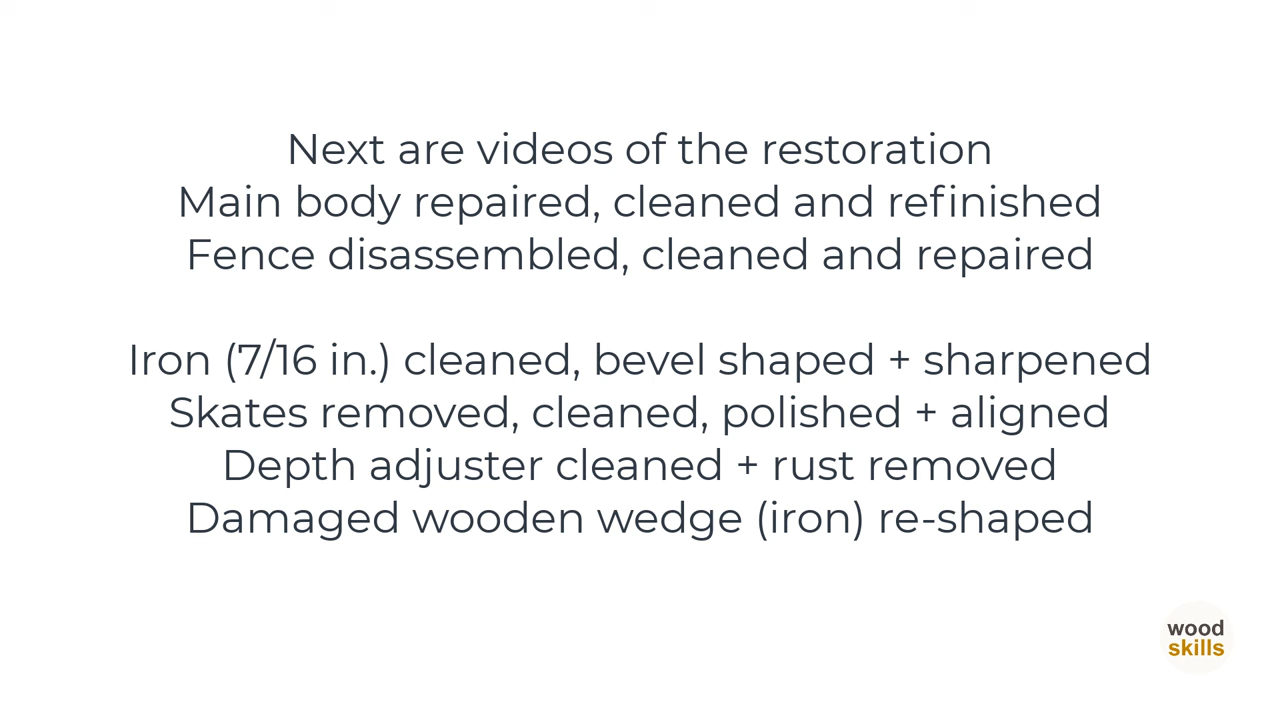 Next are videos of the restoration
Main body repaired, cleaned and refinished
Fence disassembled, cleaned and repaired
Iron (7/16 in.) cleaned, bevel shaped + sharpened
Skates removed, cleaned, polished + aligned
Depth adjuster cleaned + rust removed
Damaged wooden wedge (iron) re-shaped
wood
skills